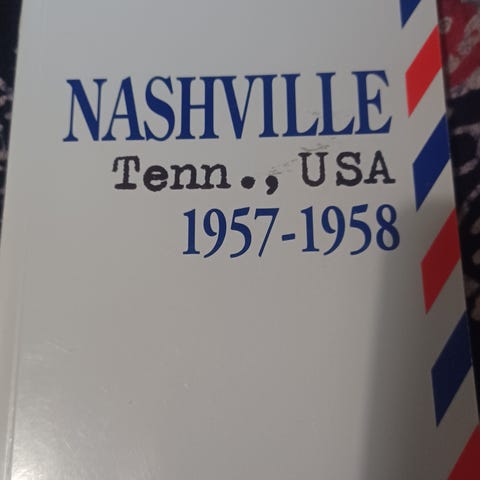 NASHVILLE
Tenn., USA
1957-1958